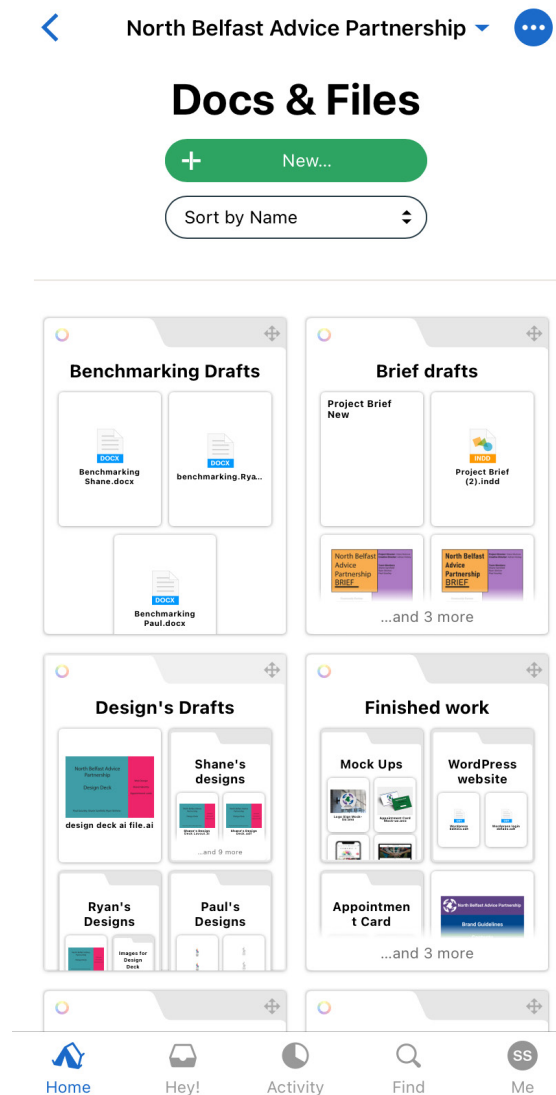 North Belfast Advice Partnership
Docs & Files
New...
Sort by Name
Benchmarking Drafts
DOCX
Benchmarking
Shane.docx
DOCX
benchmarking.Rya...
DOCX
Benchmarking
Paul.docx
Brief drafts
Project Brief
New
INDD
Project Brief
(2).indd
North Belfast
Advice
Partnership
BRIEF
North Belfast
Advice
Partnership
BRIEF
...and 3 more
Design's Drafts
North Belfast Advice
Partnership
Design Deck
design deck ai file.ai
Shane's
designs
...and 9 more
Ryan's
Designs
Images for
Design
Deck
Paul's
Designs
Finished work
Mock Ups
WordPress
website
Appointmen
t Card
North Belfast Advice Partnership
Brand Guidelines
...and 3 more
Home
Hey!
Activity
Find
SS
Me